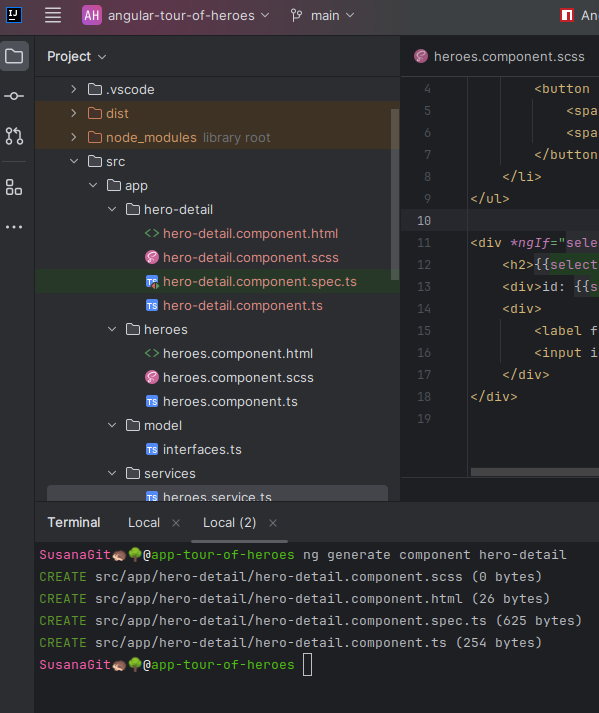 IJ
AH angular-tour-of-heroes main An
Project
.vscode
dist
node_modules library root
src
app
hero-detail
<> hero-detail.component.html
hero-detail.component.scss
TS hero-detail.component.spec.ts
TS hero-detail.component.ts
heroes
<> heroes.component.html
heroes.component.scss
TS heroes.component.ts
model
TS interfaces.ts
services
TS heroes.service.ts
heroes.component.scss
4 <button
5 <spa
6 <spa
7 </button
8 </li>
9 </ul>
10
11 <div *ngIf="selec
12 <h2>{{select
13 <div>id: {{s
14 <div>
15 <label f
16 <input i
17 </div>
18 </div>
19
Terminal Local × Local (2) ×
SusanaGit🦔🌳@app-tour-of-heroes ng generate component hero-detail
CREATE src/app/hero-detail/hero-detail.component.scss (0 bytes)
CREATE src/app/hero-detail/hero-detail.component.html (26 bytes)
CREATE src/app/hero-detail/hero-detail.component.spec.ts (625 bytes)
CREATE src/app/hero-detail/hero-detail.component.ts (254 bytes)
SusanaGit🦔🌳@app-tour-of-heroes